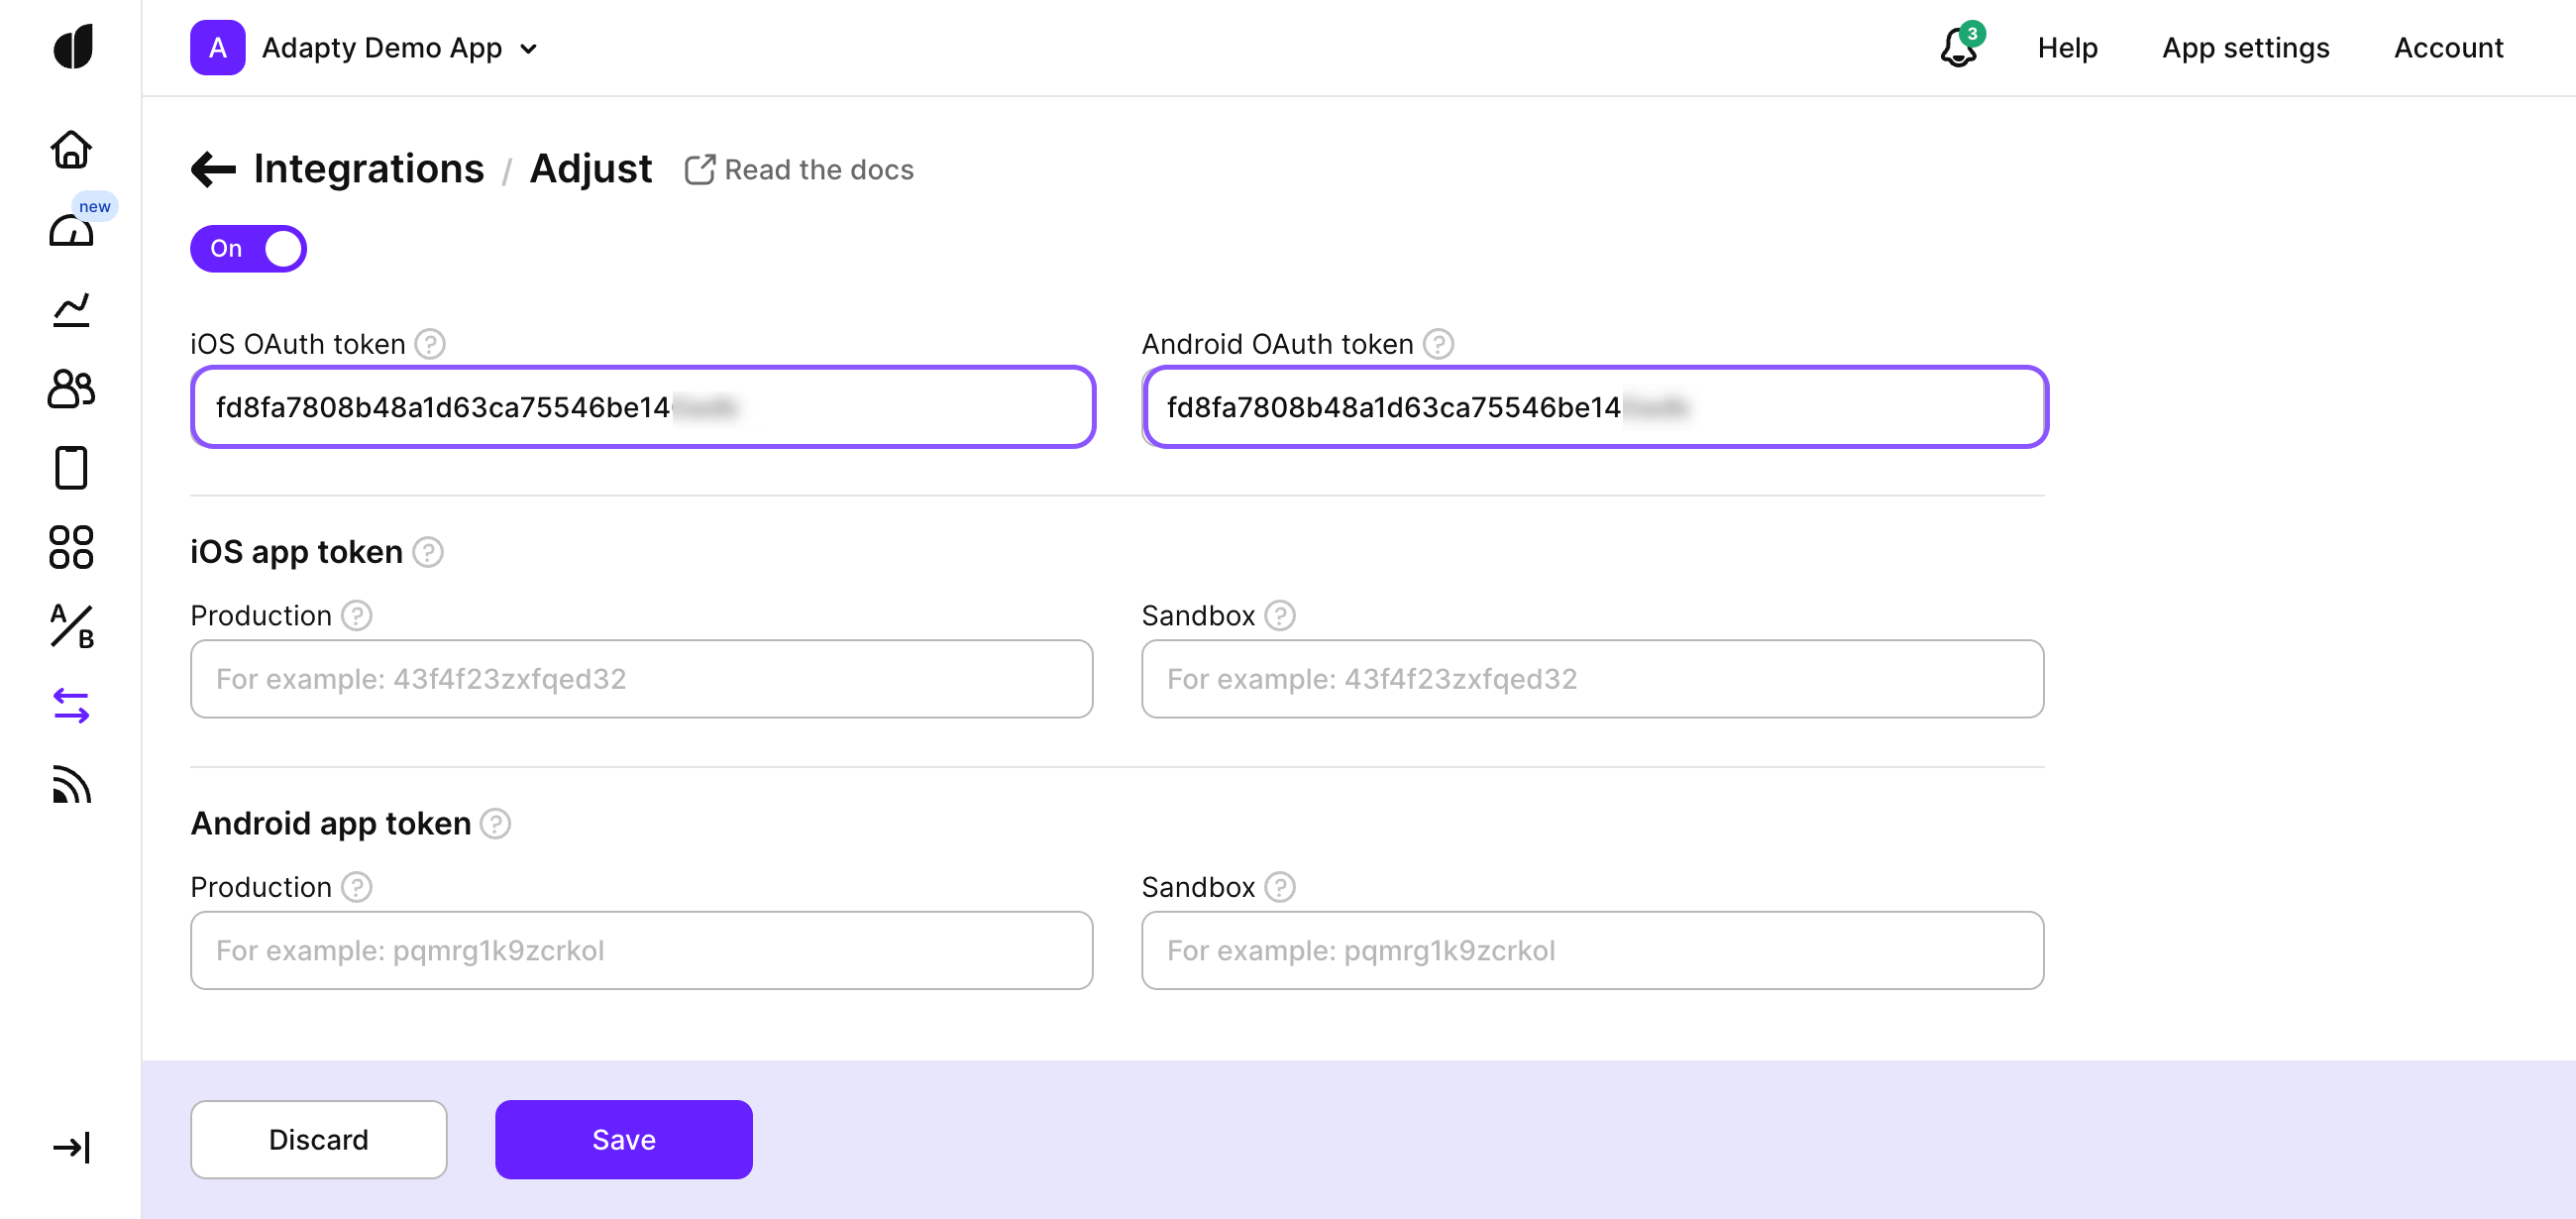 A Adapty Demo App
3
Help
App settings
Account
new
Integrations / Adjust
Read the docs
On
iOS OAuth token ?
Android OAuth token ?
fd8fa7808b48a1d63ca75546be14
fd8fa7808b48a1d63ca75546be14
iOS app token ?
Production ?
Sandbox ?
For example: 43f4f23zxfqed32
For example: 43f4f23zxfqed32
A/B
Android app token ?
Production ?
Sandbox ?
For example: pqmrg1k9zcrkol
For example: pqmrg1k9zcrkol
Discard
Save